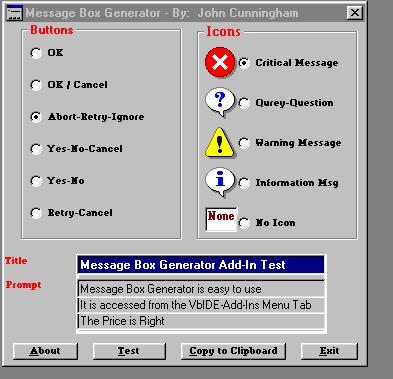 Message Box Generator - By:  John Cunningham
Buttons
OK
OK / Cancel
Abort-Retry-Ignore
Yes-No-Cancel
Yes-No
Retry-Cancel
Icons
Critical Message
Qurey-Question
Warning Message
Information Msg
None
No Icon
Title
Message Box Generator Add-In Test
Prompt
Message Box Generator is easy to use
It is accessed from the VbIDE-Add-Ins Menu Tab
The Price is Right
About
Test
Copy to Clipboard
Exit